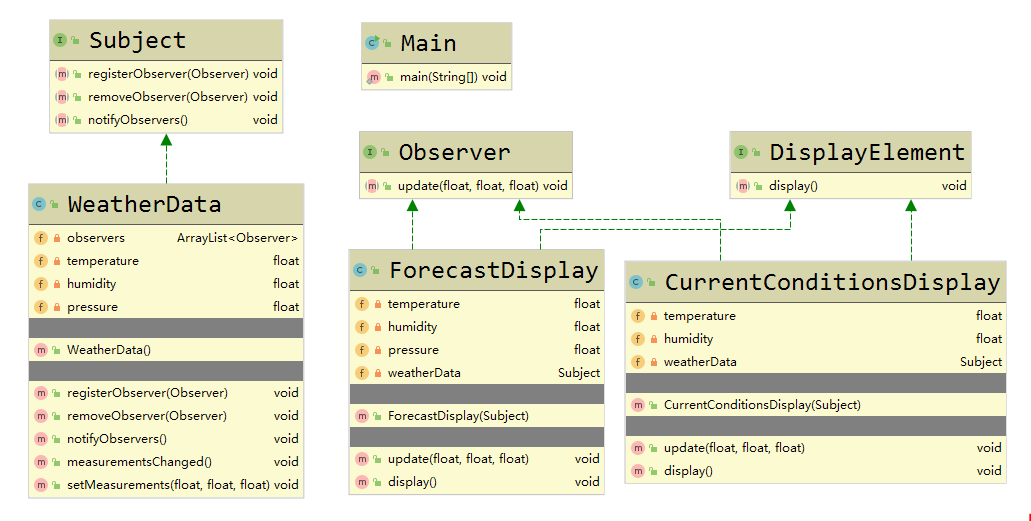 Subject
registerObserver(Observer) void
removeObserver(Observer) void
notifyObservers() void
Main
main(String[]) void
Observer
update(float, float, float) void
DisplayElement
display() void
WeatherData
observers ArrayList<Observer>
temperature float
humidity float
pressure float
WeatherData()
registerObserver(Observer) void
removeObserver(Observer) void
notifyObservers() void
measurementsChanged() void
setMeasurements(float, float, float) void
ForecastDisplay
temperature float
humidity float
pressure float
weatherData Subject
ForecastDisplay(Subject)
update(float, float, float) void
display() void
CurrentConditionsDisplay
temperature float
humidity float
weatherData Subject
CurrentConditionsDisplay(Subject)
update(float, float, float) void
display() void